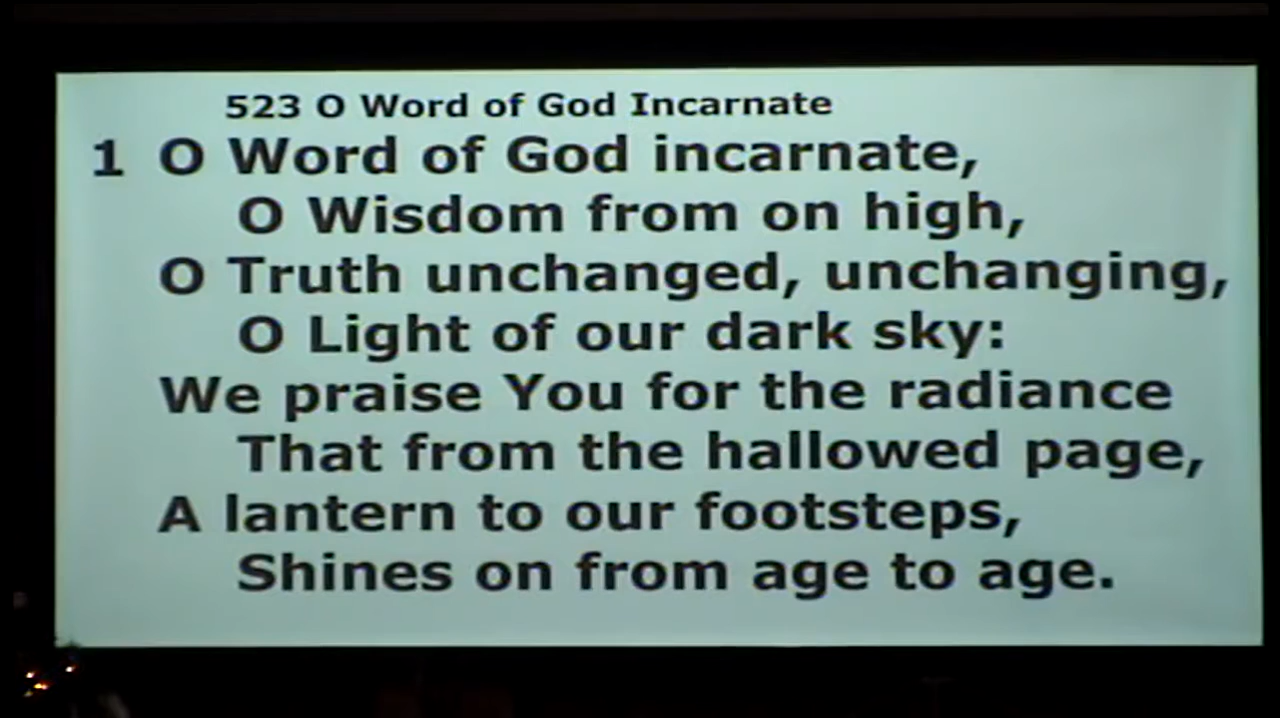 523 O Word of God Incarnate
1 O Word of God incarnate,
O Wisdom from on high,
O Truth unchanged, unchanging,
O Light of our dark sky:
We praise You for the radiance
That from the hallowed page,
A lantern to our footsteps,
Shines on from age to age.